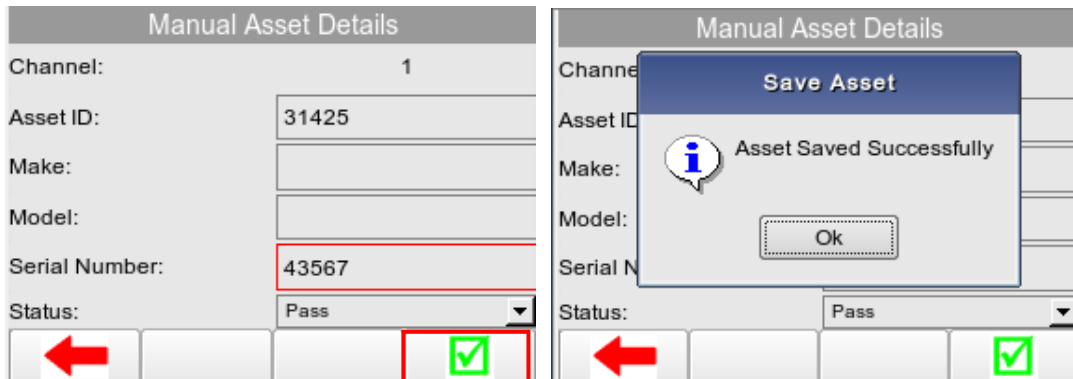 Manual Asset Details
Channel: 1
Asset ID: 31425
Make:
Model:
Serial Number: 43567
Status: Pass
Manual Asset Details
Channe
Save Asset
Asset ID
Asset Saved Successfully
Make:
Model:
Ok
Serial N
Status: Pass